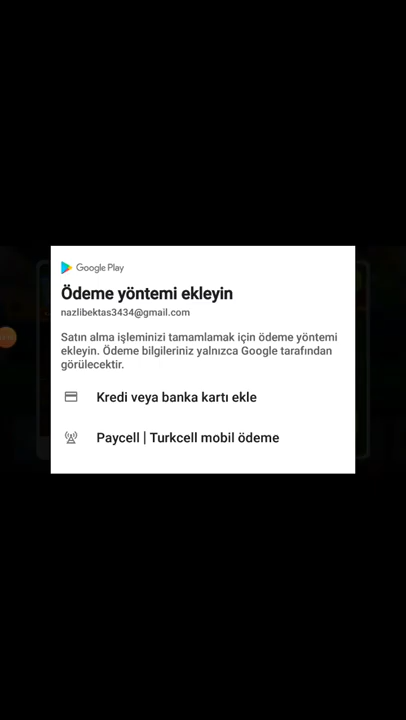 Google Play
Ödeme yöntemi ekleyin
nazlibektas3434@gmail.com
Satın alma işleminizi tamamlamak için ödeme yöntemi
ekleyin. Ödeme bilgileriniz yalnızca Google tarafından
görülecektir.
Kredi veya banka kartı ekle
Paycell | Turkcell mobil ödeme